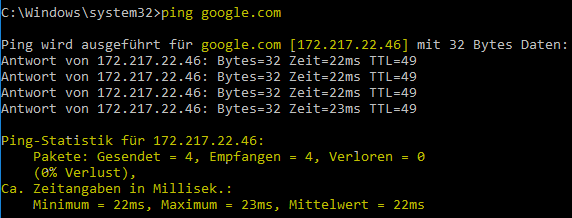 C:\Windows\system32>ping google.com
Ping wird ausgeführt für google.com [172.217.22.46] mit 32 Bytes Daten:
Antwort von 172.217.22.46: Bytes=32 Zeit=22ms TTL=49
Antwort von 172.217.22.46: Bytes=32 Zeit=22ms TTL=49
Antwort von 172.217.22.46: Bytes=32 Zeit=22ms TTL=49
Antwort von 172.217.22.46: Bytes=32 Zeit=23ms TTL=49
Ping-Statistik für 172.217.22.46:
    Pakete: Gesendet = 4, Empfangen = 4, Verloren = 0
    (0% Verlust),
Ca. Zeitangaben in Millisek.:
    Minimum = 22ms, Maximum = 23ms, Mittelwert = 22ms